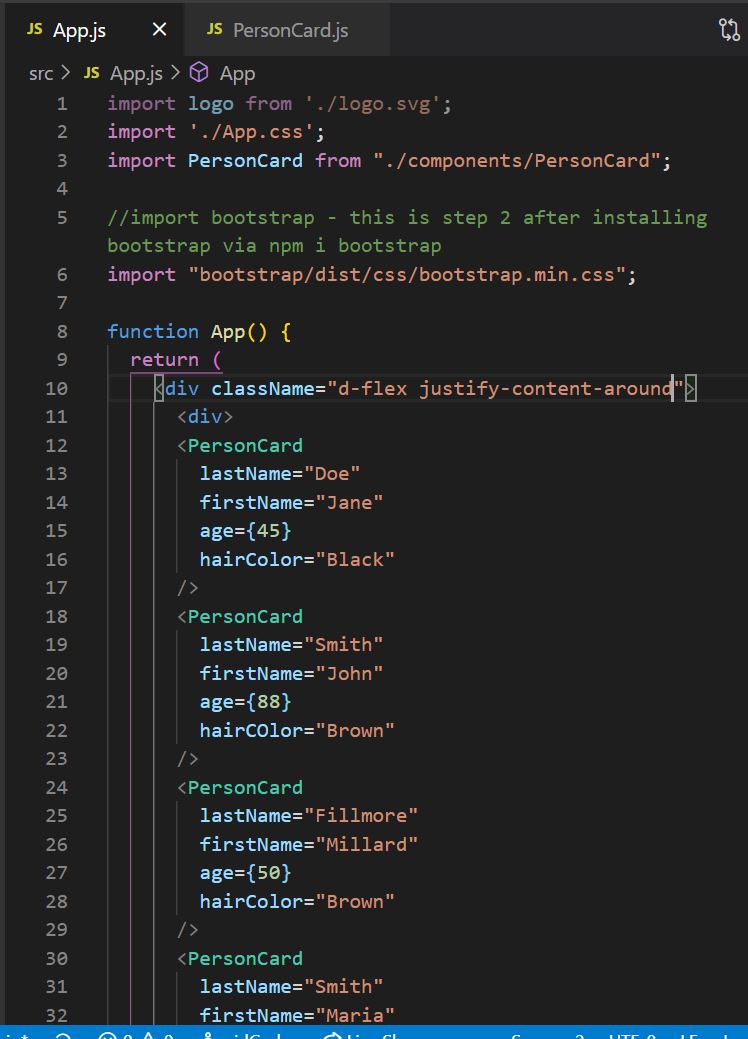 JS App.js × JS PersonCard.js
src > JS App.js > App
1 import logo from './logo.svg';
2 import './App.css';
3 import PersonCard from "./components/PersonCard";
4
5 //import bootstrap - this is step 2 after installing
bootstrap via npm i bootstrap
6 import "bootstrap/dist/css/bootstrap.min.css";
7
8 function App() {
9 return (
10 <div className="d-flex justify-content-around">
11 <div>
12 <PersonCard
13 lastName="Doe"
14 firstName="Jane"
15 age={45}
16 hairColor="Black"
17 />
18 <PersonCard
19 lastName="Smith"
20 firstName="John"
21 age={88}
22 hairCOlor="Brown"
23 />
24 <PersonCard
25 lastName="Fillmore"
26 firstName="Millard"
27 age={50}
28 hairColor="Brown"
29 />
30 <PersonCard
31 lastName="Smith"
32 firstName="Maria"